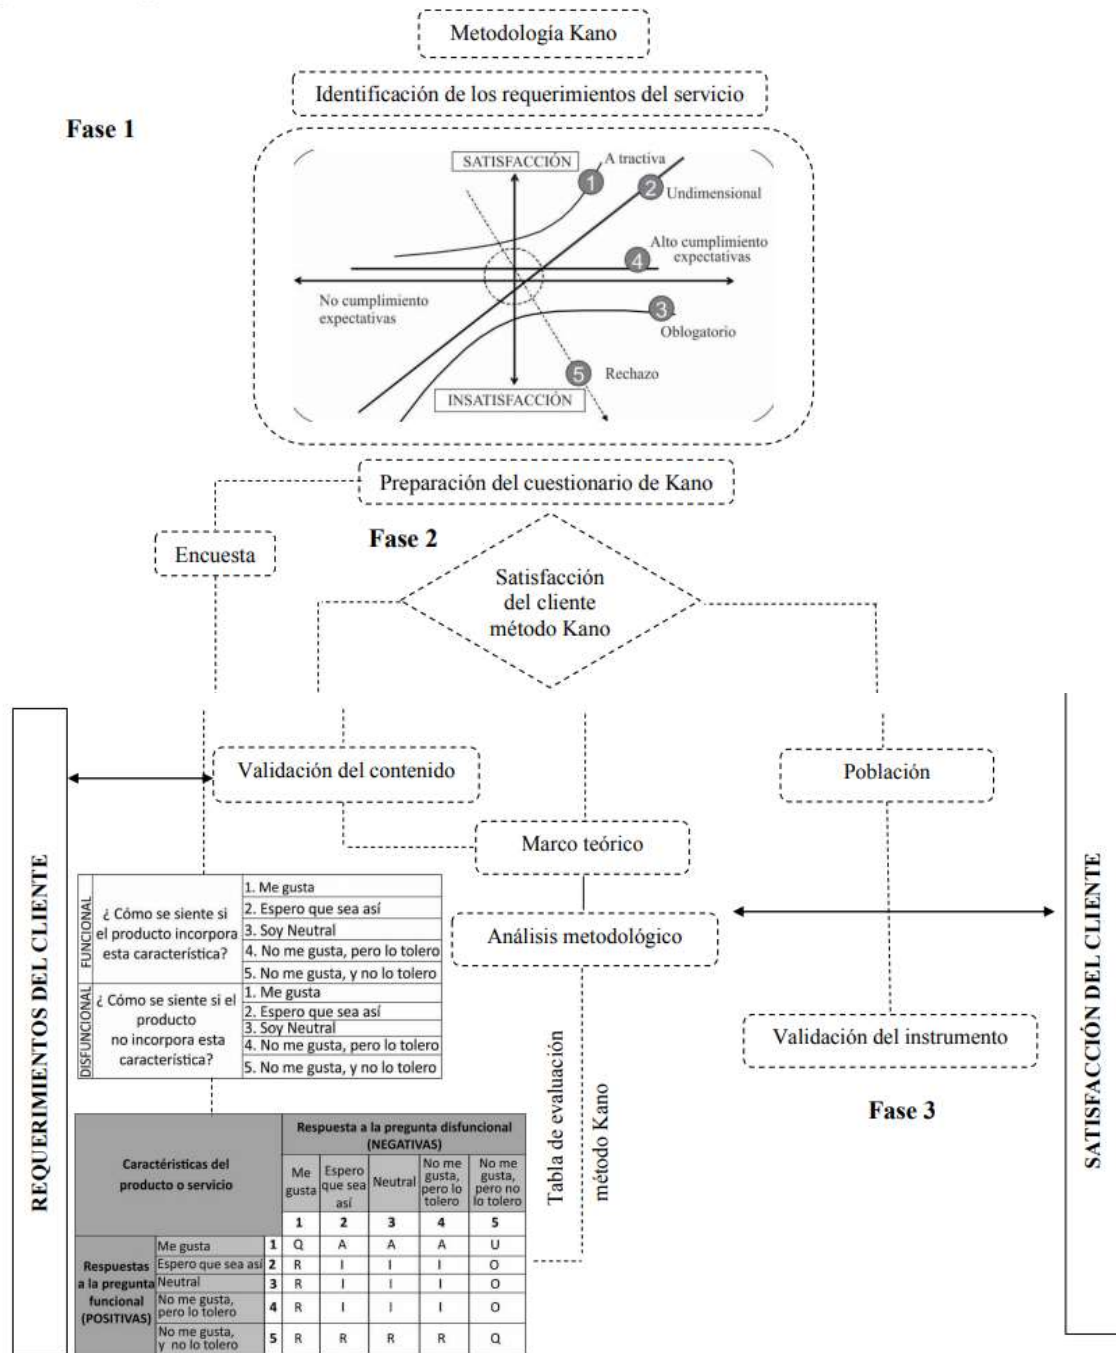 Metodología Kano
Identificación de los requerimientos del servicio
Fase 1
SATISFACCIÓN
A tractiva
1
2
Undimensional
Alto cumplimiento
expectativas
4
No cumplimiento
expectativas
3
Oblogatorio
5
Rechazo
INSATISFACCIÓN
Preparación del cuestionario de Kano
Fase 2
Encuesta
Satisfacción
del cliente
método Kano
REQUERIMIENTOS DEL CLIENTE
Validación del contenido
Población
Marco teórico
Análisis metodológico
SATISFACCIÓN DEL CLIENTE
FUNCIONAL
¿ Cómo se siente si
el producto incorpora
esta característica?
1. Me gusta
2. Espero que sea así
3. Soy Neutral
4. No me gusta, pero lo tolero
5. No me gusta, y no lo tolero
DISFUNCIONAL
¿ Cómo se siente si el
producto
no incorpora esta
característica?
1. Me gusta
2. Espero que sea así
3. Soy Neutral
4. No me gusta, pero lo tolero
5. No me gusta, y no lo tolero
Validación del instrumento
Fase 3
Tabla de evaluación
método Kano
Caractéristicas del
producto o servicio
Respuesta a la pregunta disfuncional
(NEGATIVAS)
Me
gusta
Espero
que sea
así
Neutral
No me
gusta,
pero lo
tolero
No me
gusta,
pero no
lo tolero
1 2 3 4 5
Respuestas
a la pregunta
funcional
(POSITIVAS)
Me gusta 1 Q A A A U
Espero que sea así 2 R I I I O
Neutral 3 R I I I O
No me gusta,
pero lo tolero 4 R I I I O
No me gusta,
y no lo tolero 5 R R R R Q